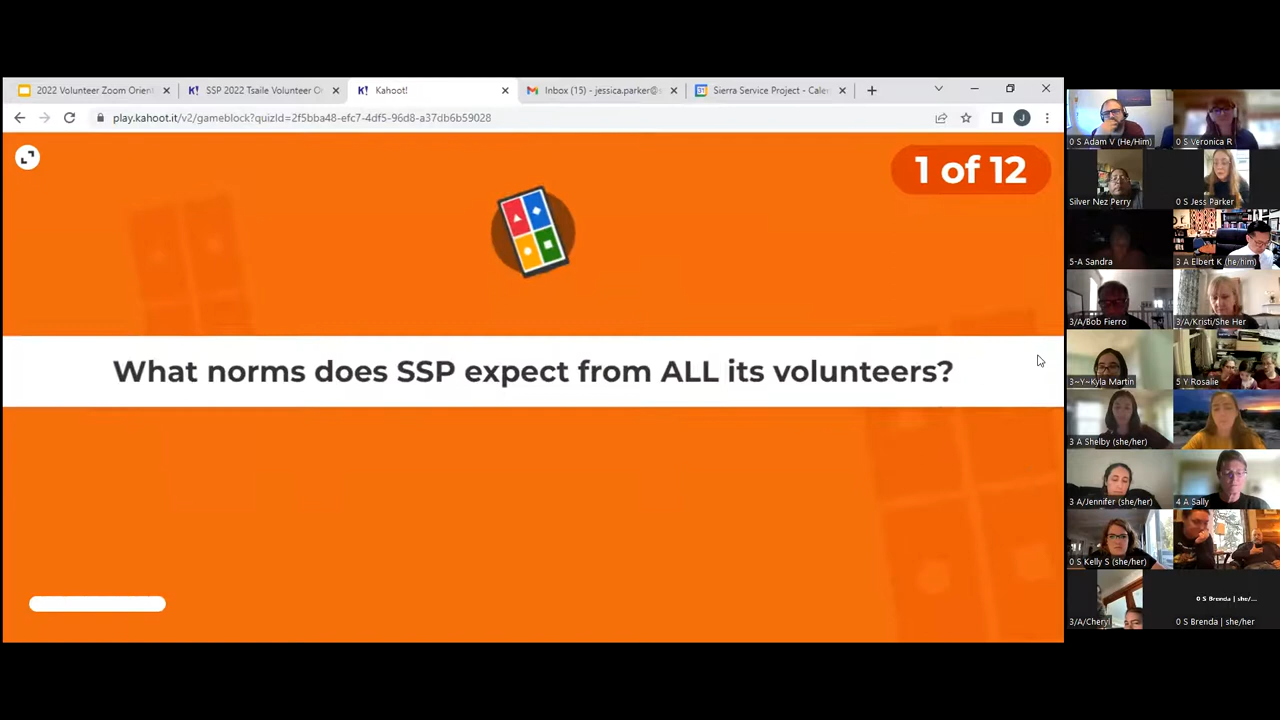 2022 Volunteer Zoom Orient
K! SSP 2022 Tsaile Volunteer O
K! Kahoot!
Inbox (15) - jessica.parker@s
Sierra Service Project - Cale
play.kahoot.it/v2/gameblock?quizId=2f5bba48-efc7-4df5-96d8-a37db6b59028
J
1 of 12
What norms does SSP expect from ALL its volunteers?
0 S Adam V (He/Him)
0 S Veronica R
Silver Nez Perry
0 S Jess Parker
5-A Sandra
3 A Elbert K (he/him)
3/A/Bob Fierro
3/A/Kristi/She Her
3~Y~Kyla Martin
5 Y Rosalie
3 A Shelby (she/her)
3 A/Jennifer (she/her)
4 A Sally
0 S Kelly S (she/her)
0 S Brenda | she/...
3/A/Cheryl
0 S Brenda | she/her